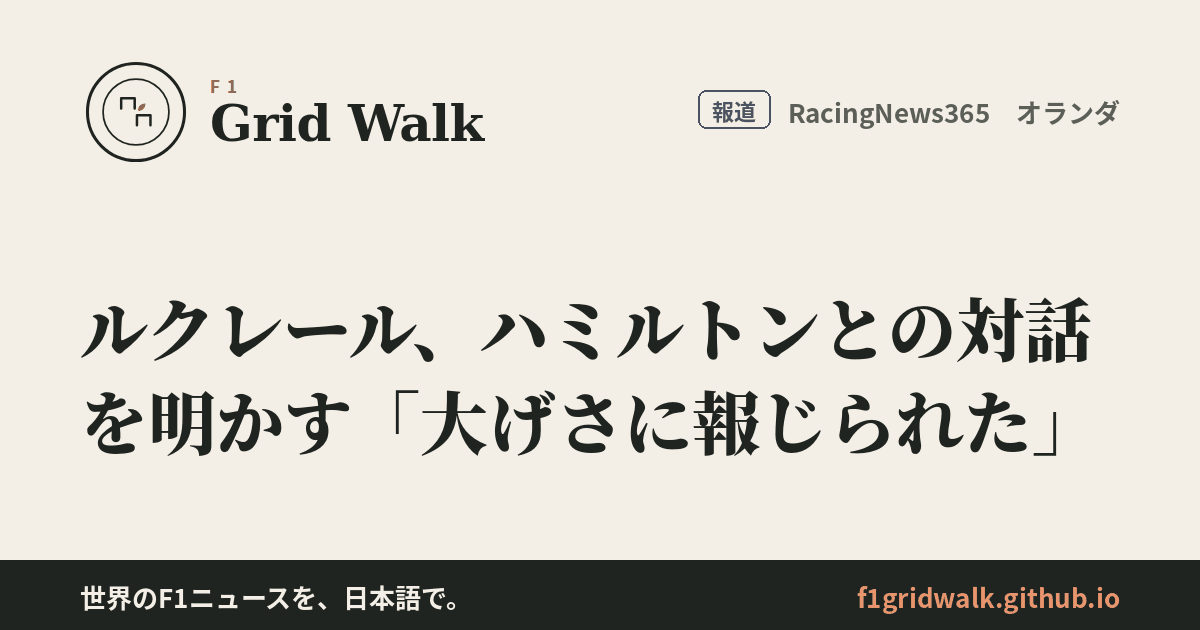 F1
Grid Walk
報道 RacingNews365 オランダ
ルクレール、ハミルトンとの対話
を明かす「大げさに報じられた」
世界のF1ニュースを、日本語で。
f1gridwalk.github.io